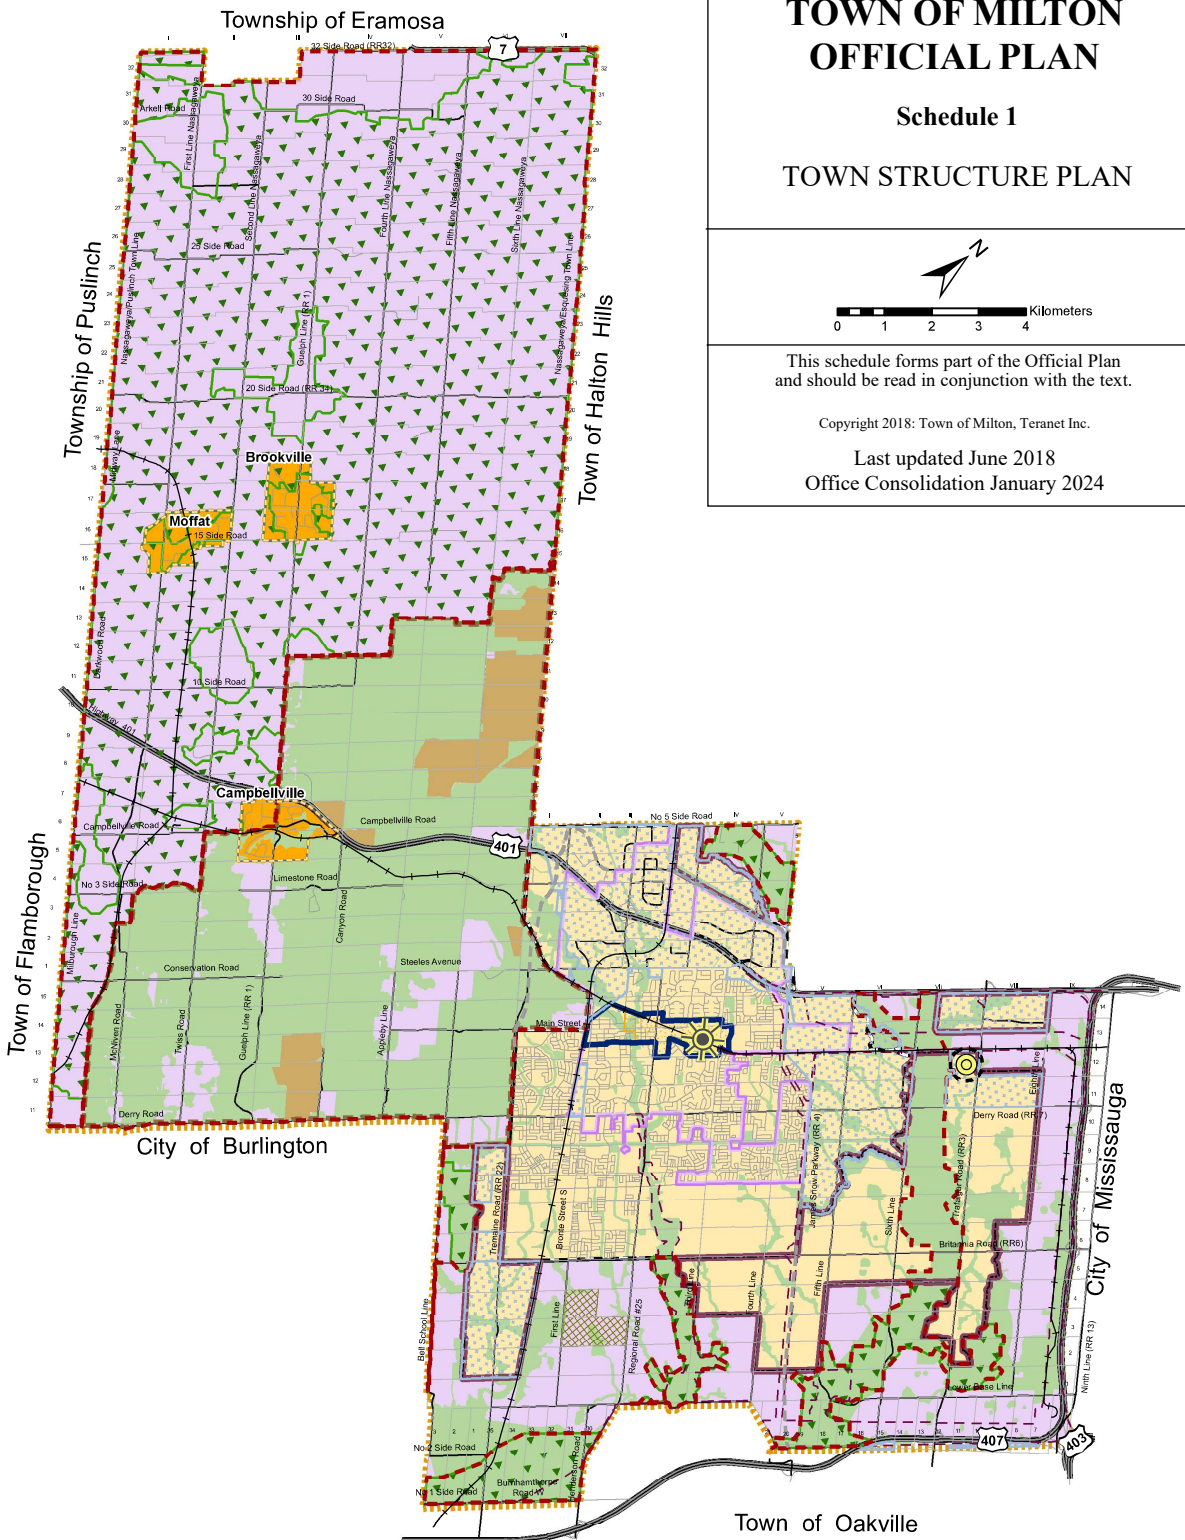 Township of Eramosa
TOWN OF MILTON
OFFICIAL PLAN
Schedule 1
TOWN STRUCTURE PLAN
N
0 1 2 3 4 Kilometers
This schedule forms part of the Official Plan
and should be read in conjunction with the text.
Copyright 2018: Town of Milton, Teranet Inc.
Last updated June 2018
Office Consolidation January 2024
32 Side Road (RR32)
7
30 Side Road
Arkell Road
First Line Nassagaweya
Second Line Nassagaweya
Fourth Line Nassagaweya
Fifth Line Nassagaweya
Sixth Line Nassagaweya
25 Side Road
Nassagaweya/Puslinch Town Line
Nassagaweya/Esquesing Town Line
Township of Puslinch
Town of Halton Hills
Guelph Line (RR 1)
20 Side Road (RR 34)
Brookville
Moffat
15 Side Road
Darkwood Road
10 Side Road
Highway 401
Campbellville
Campbellville Road
Campbellville Road
401
No 5 Side Road
Limestone Road
No 3 Side Road
Canyon Road
Milburough Line
Town of Flamborough
Conservation Road
Steeles Avenue
McNiven Road
Twiss Road
Guelph Line (RR 1)
Appleby Line
Main Street
Derry Road
City of Burlington
Derry Road (RR 7)
Eighth Line
City of Mississauga
Tremaine Road (RR 22)
Bronte Street S
James Snow Parkway (RR 4)
Sixth Line
Trafalgar Road (RR3)
Britannia Road (RR6)
Bell School Line
First Line
Regional Road #25
Third Line
Fourth Line
Fifth Line
Lower Base Line
Ninth Line (RR 13)
407
403
No 2 Side Road
No 1 Side Road
Burnhamthorpe
Road W
Henderson Road
Town of Oakville